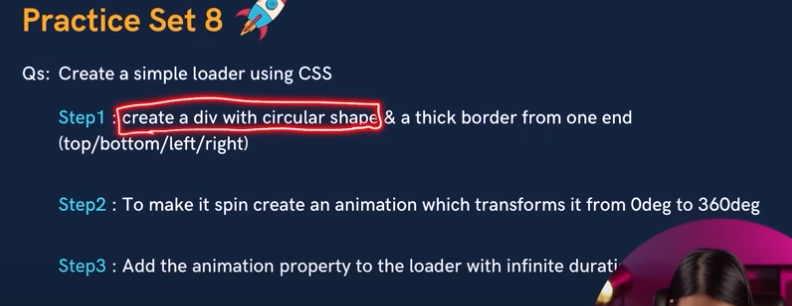 Practice Set 8
Qs: Create a simple loader using CSS
Step1 : create a div with circular shape & a thick border from one end
(top/bottom/left/right)
Step2 : To make it spin create an animation which transforms it from 0deg to 360deg
Step3 : Add the animation property to the loader with infinite